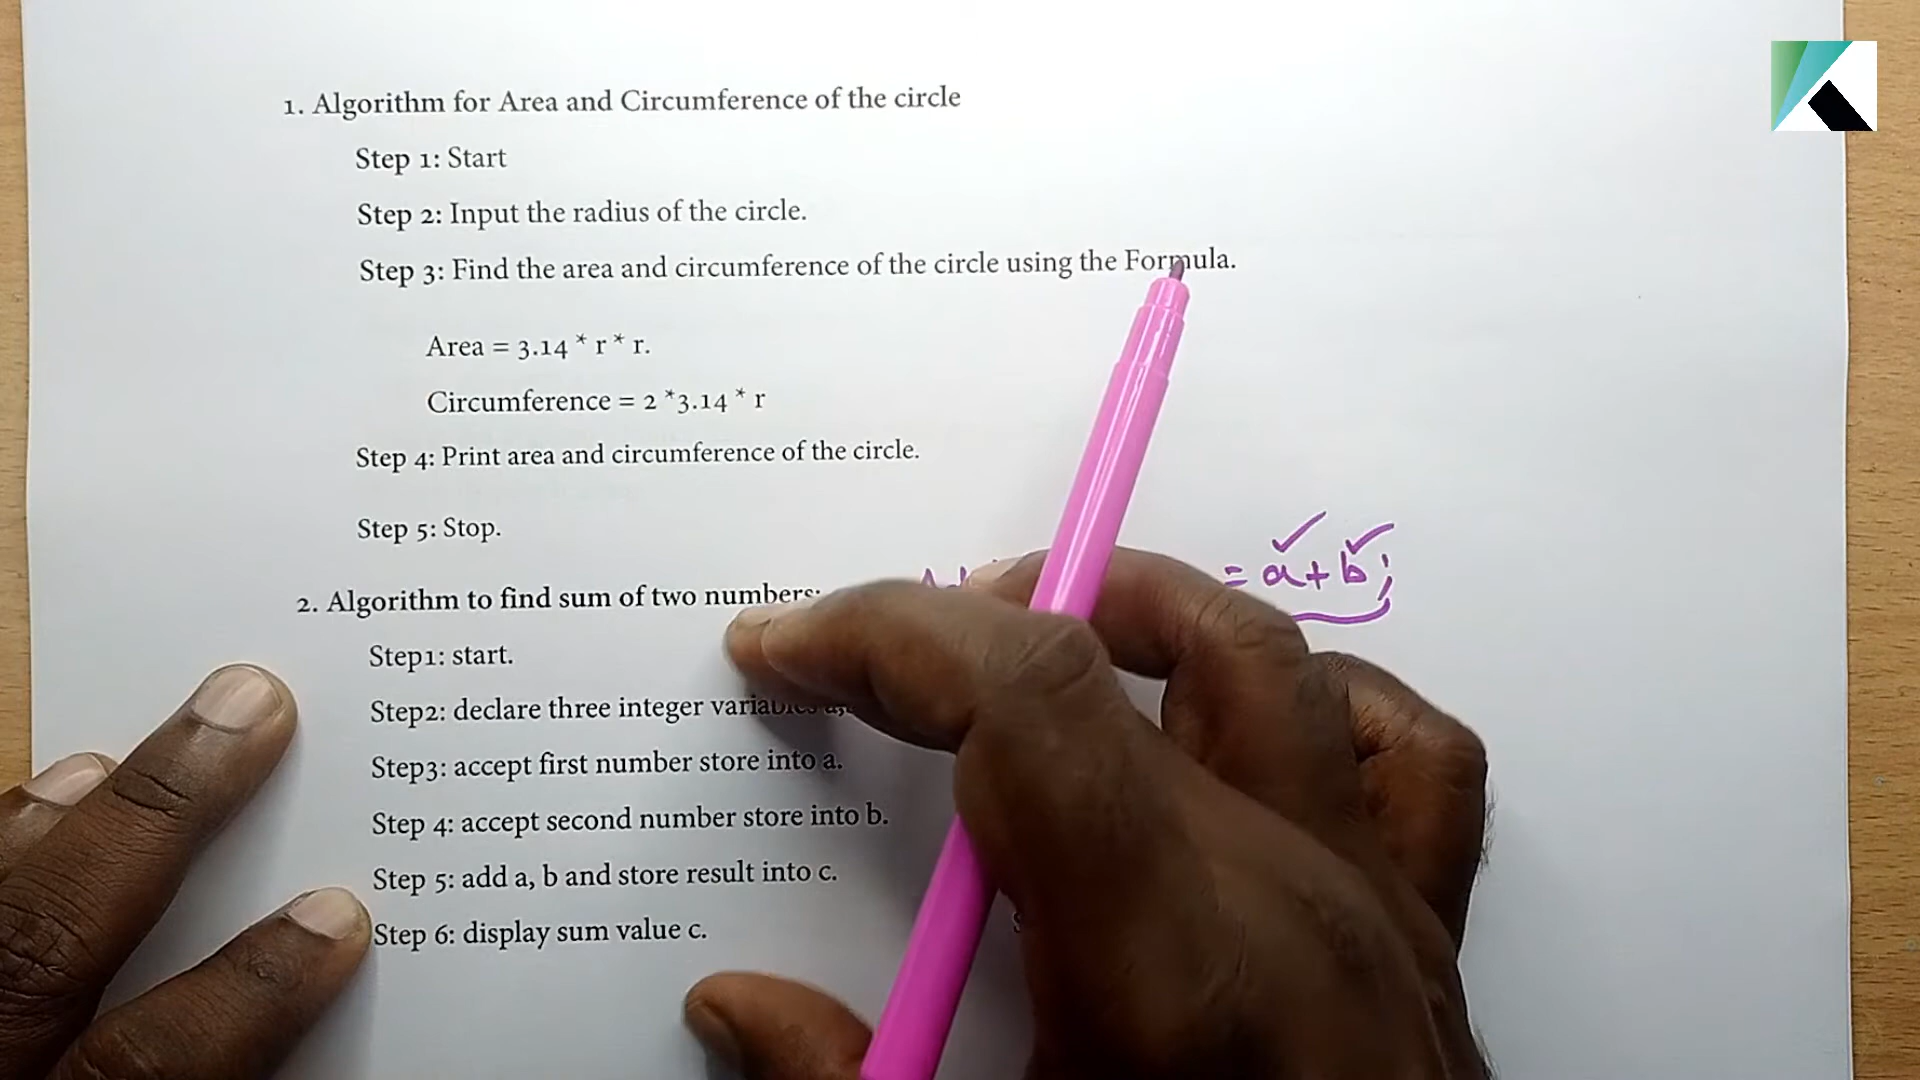 1. Algorithm for Area and Circumference of the circle
Step 1: Start
Step 2: Input the radius of the circle.
Step 3: Find the area and circumference of the circle using the Formula.
Area = 3.14 * r * r.
Circumference = 2 *3.14 * r
Step 4: Print area and circumference of the circle.
Step 5: Stop.
= a+b;
2. Algorithm to find sum of two numbers:
Step1: start.
Step2: declare three integer variables a,
Step3: accept first number store into a.
Step 4: accept second number store into b.
Step 5: add a, b and store result into c.
Step 6: display sum value c.